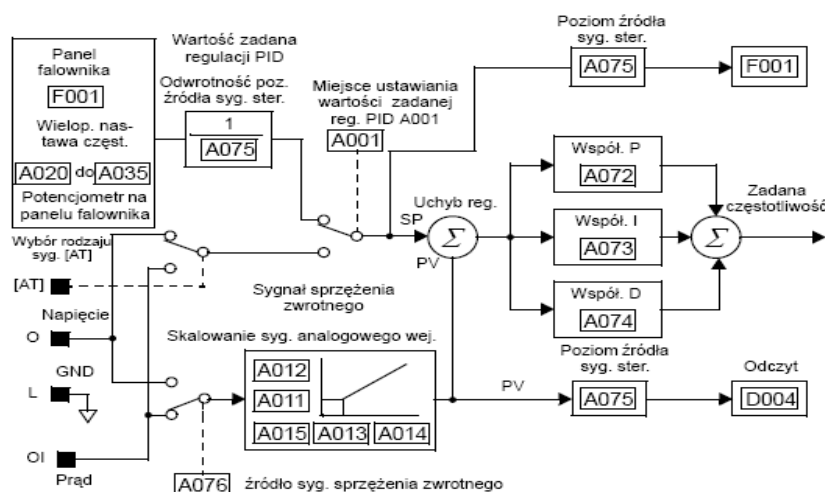 Panel
falownika
F001
Wielop. nas-
tawa częst.
A020 do A035
Potencjometr na
panelu falownika
Wartość zadana
regulacji PID
Odwrotność poz.
źródła syg. ster.
1
A075
Miejsce ustawiania
wartości zadanej
reg. PID A001
A001
Poziom źródła
syg. ster.
A075
F001
Współ. P
A072
Współ. I
A073
Współ. D
A074
Uchyb reg.
SP
Σ
PV
Zadana
częstotliwość
Σ
Wybór rodzaju
syg. [AT]
[AT]
Napięcie
O
GND
L
OI
Prąd
Sygnał sprzężenia
zwrotnego
Skalowanie syg. analogowego wej.
A012
A011
A015 A013 A014
A076 źródło syg. sprzężenia zwrotnego
PV
Poziom źródła
syg. ster.
A075
Odczyt
D004